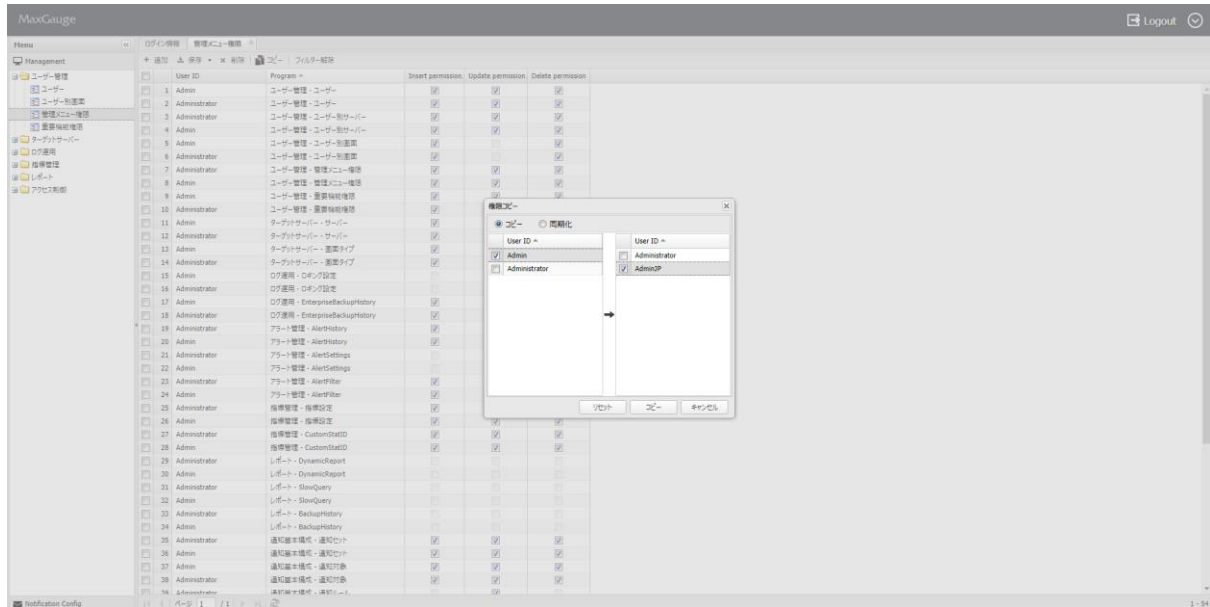 MaxGauge
Logout
Menu
ログイン情報 管理メニュー権限
Management
追加 保存 削除 コピー フィルター解除
User ID Program Insert permission Update permission Delete permission
ユーザー管理
ユーザー
ユーザー別画面
管理メニュー権限
重要機能権限
ターゲットサーバー
ログ運用
指標管理
レポート
アクセス制御
1 Admin ユーザー管理 - ユーザー
2 Administrator ユーザー管理 - ユーザー
3 Administrator ユーザー管理 - ユーザー別サーバー
4 Admin ユーザー管理 - ユーザー別サーバー
5 Admin ユーザー管理 - ユーザー別画面
6 Administrator ユーザー管理 - ユーザー別画面
7 Administrator ユーザー管理 - 管理メニュー権限
8 Admin ユーザー管理 - 管理メニュー権限
9 Admin ユーザー管理 - 重要機能権限
10 Administrator ユーザー管理 - 重要機能権限
11 Admin ターゲットサーバー - サーバー
12 Administrator ターゲットサーバー - サーバー
13 Admin ターゲットサーバー - 画面タイプ
14 Administrator ターゲットサーバー - 画面タイプ
15 Admin ログ運用 - ロギング設定
16 Administrator ログ運用 - ロギング設定
17 Admin ログ運用 - EnterpriseBackupHistory
18 Administrator ログ運用 - EnterpriseBackupHistory
19 Administrator アラート管理 - AlertHistory
20 Admin アラート管理 - AlertHistory
21 Administrator アラート管理 - AlertSettings
22 Admin アラート管理 - AlertSettings
23 Administrator アラート管理 - AlertFilter
24 Admin アラート管理 - AlertFilter
25 Administrator 指標管理 - 指標設定
26 Admin 指標管理 - 指標設定
27 Administrator 指標管理 - CustomStatID
28 Admin 指標管理 - CustomStatID
29 Administrator レポート - DynamicReport
30 Admin レポート - DynamicReport
31 Administrator レポート - SlowQuery
32 Admin レポート - SlowQuery
33 Administrator レポート - BackupHistory
34 Admin レポート - BackupHistory
35 Administrator 通知基本構成 - 通知セット
36 Admin 通知基本構成 - 通知セット
37 Admin 通知基本構成 - 通知対象
38 Administrator 通知基本構成 - 通知対象
39 Administrator 通知基本構成 - 通知ルール
権限コピー
コピー 同期化
User ID User ID
Admin Administrator
Administrator AdminJP
リセット コピー キャンセル
Notification Config
ページ 1 / 1
1 - 54